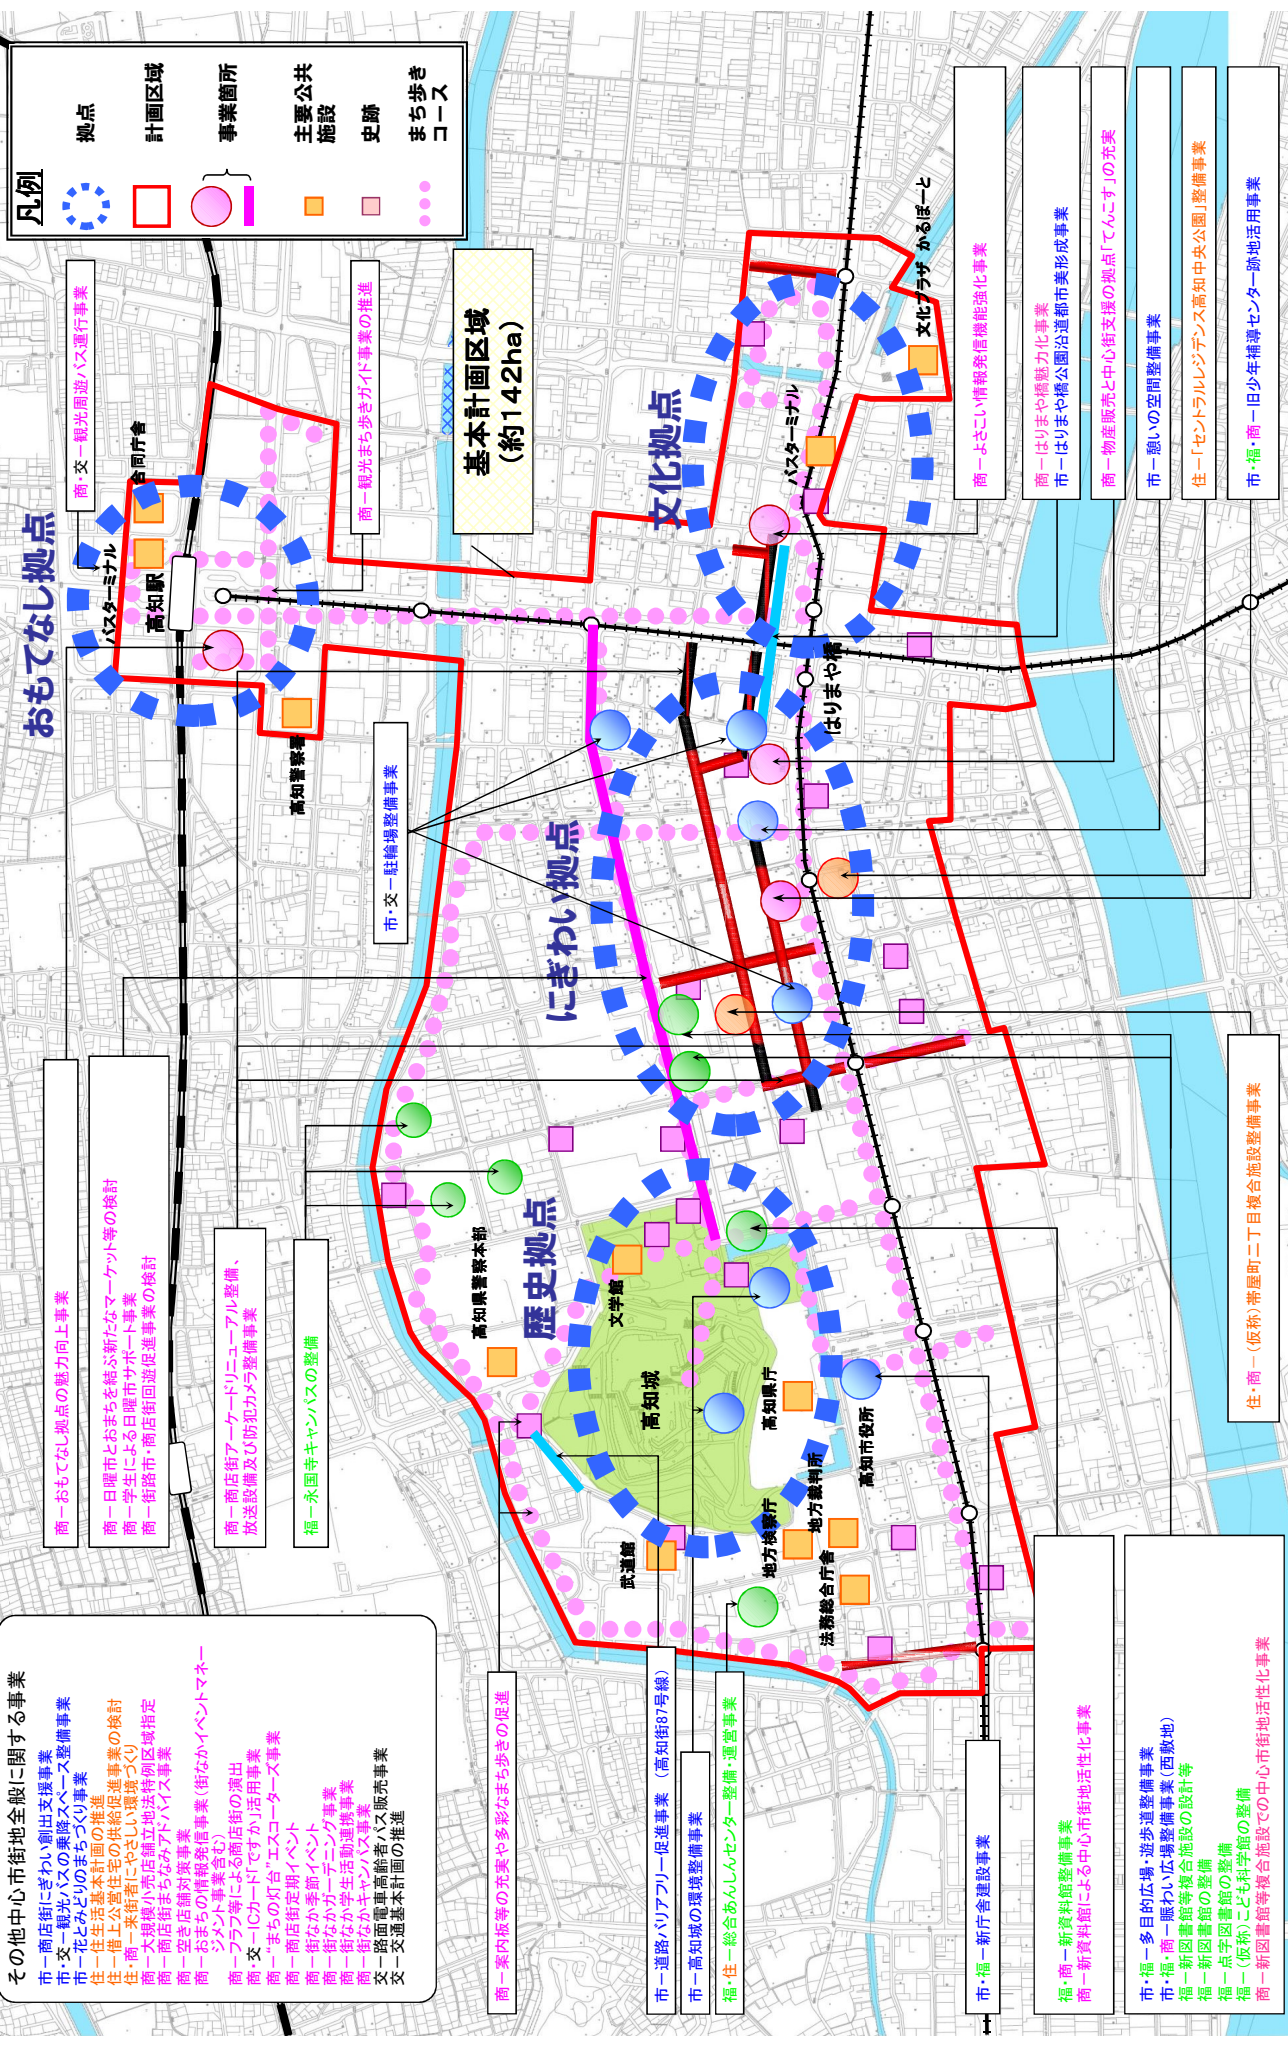 凡例
拠点
計画区域
事業箇所
主要公共
施設
史跡
まち歩き
コース
商・交－観光周遊バス運行事業
商－観光まち歩きガイド事業の推進
基本計画区域
（約142ha）
おもてなし拠点
バスターミナル
合同庁舎
高知駅
高知警察署
文化拠点
バスターミナル
文化プラザ かるぽーと
はりまや橋
にぎわい拠点
歴史拠点
高知県警察本部
文学館
高知城
高知県庁
高知市役所
武道館
地方検察庁
地方裁判所
法務総合庁舎
商－よさこい情報発信機能強化事業
商－はりまや橋魅力化事業
市－はりまや橋公園沿道都市美形成事業
商－物産販売と中心街支援の拠点「てんこす」の充実
市－憩いの空間整備事業
住－「セントラルレジデンス高知中央公園」整備事業
市・福・商－旧少年補導センター跡地活用事業
市・交－駐輪場整備事業
商－おもてなし拠点の魅力向上事業
商－日曜市とおまちを結ぶ新たなマーケット等の検討
商－学生による日曜市サポート事業
商－街路市・商店街回遊促進事業の検討
商－商店街アーケードリニューアル整備、
放送設備及び防犯カメラ整備事業
福－永国寺キャンパスの整備
住・商－（仮称）帯屋町二丁目複合施設整備事業
その他中心市街地全般に関する事業
市－商店街にぎわい創出支援事業
市・交－観光バスの乗降スペース整備事業
市－花とみどりのまちづくり事業
住－住生活基本計画の推進
住－借上公営住宅の供給促進事業の検討
住・商－来街者にやさしい環境づくり
商－大規模小売店舗立地法特例区域指定
商－商店街まちなみアドバイス事業
商－空き店舗対策事業
商－おまちの情報発信事業（街なかイベントマネー
ジメント事業含む）
商－フラフ等による商店街の演出
商・交－ICカード「ですか」活用事業
商－“まちの灯台”エスコーターズ事業
商－商店街定期イベント
商－街なか季節イベント
商－街なかガーデニング事業
商－街なか学生活動連携事業
商－街なかキャンパス事業
交－路面電車高齢者パス販売事業
交－交通基本計画の推進
商－案内板等の充実や多彩なまち歩きの促進
市－道路バリアフリー促進事業 （高知街87号線）
市－高知城の環境整備事業
福・住－総合あんしんセンター整備・運営事業
市・福－新庁舎建設事業
福・商－新資料館整備事業
商－新資料館による中心市街地活性化事業
市・福－多目的広場・遊歩道整備事業
市・福・商－賑わい広場整備事業（西敷地）
福－新図書館等複合施設の設計等
福－新図書館の整備
福－点字図書館の整備
福－（仮称）こども科学館の整備
商－新図書館等複合施設での中心市街地活性化事業